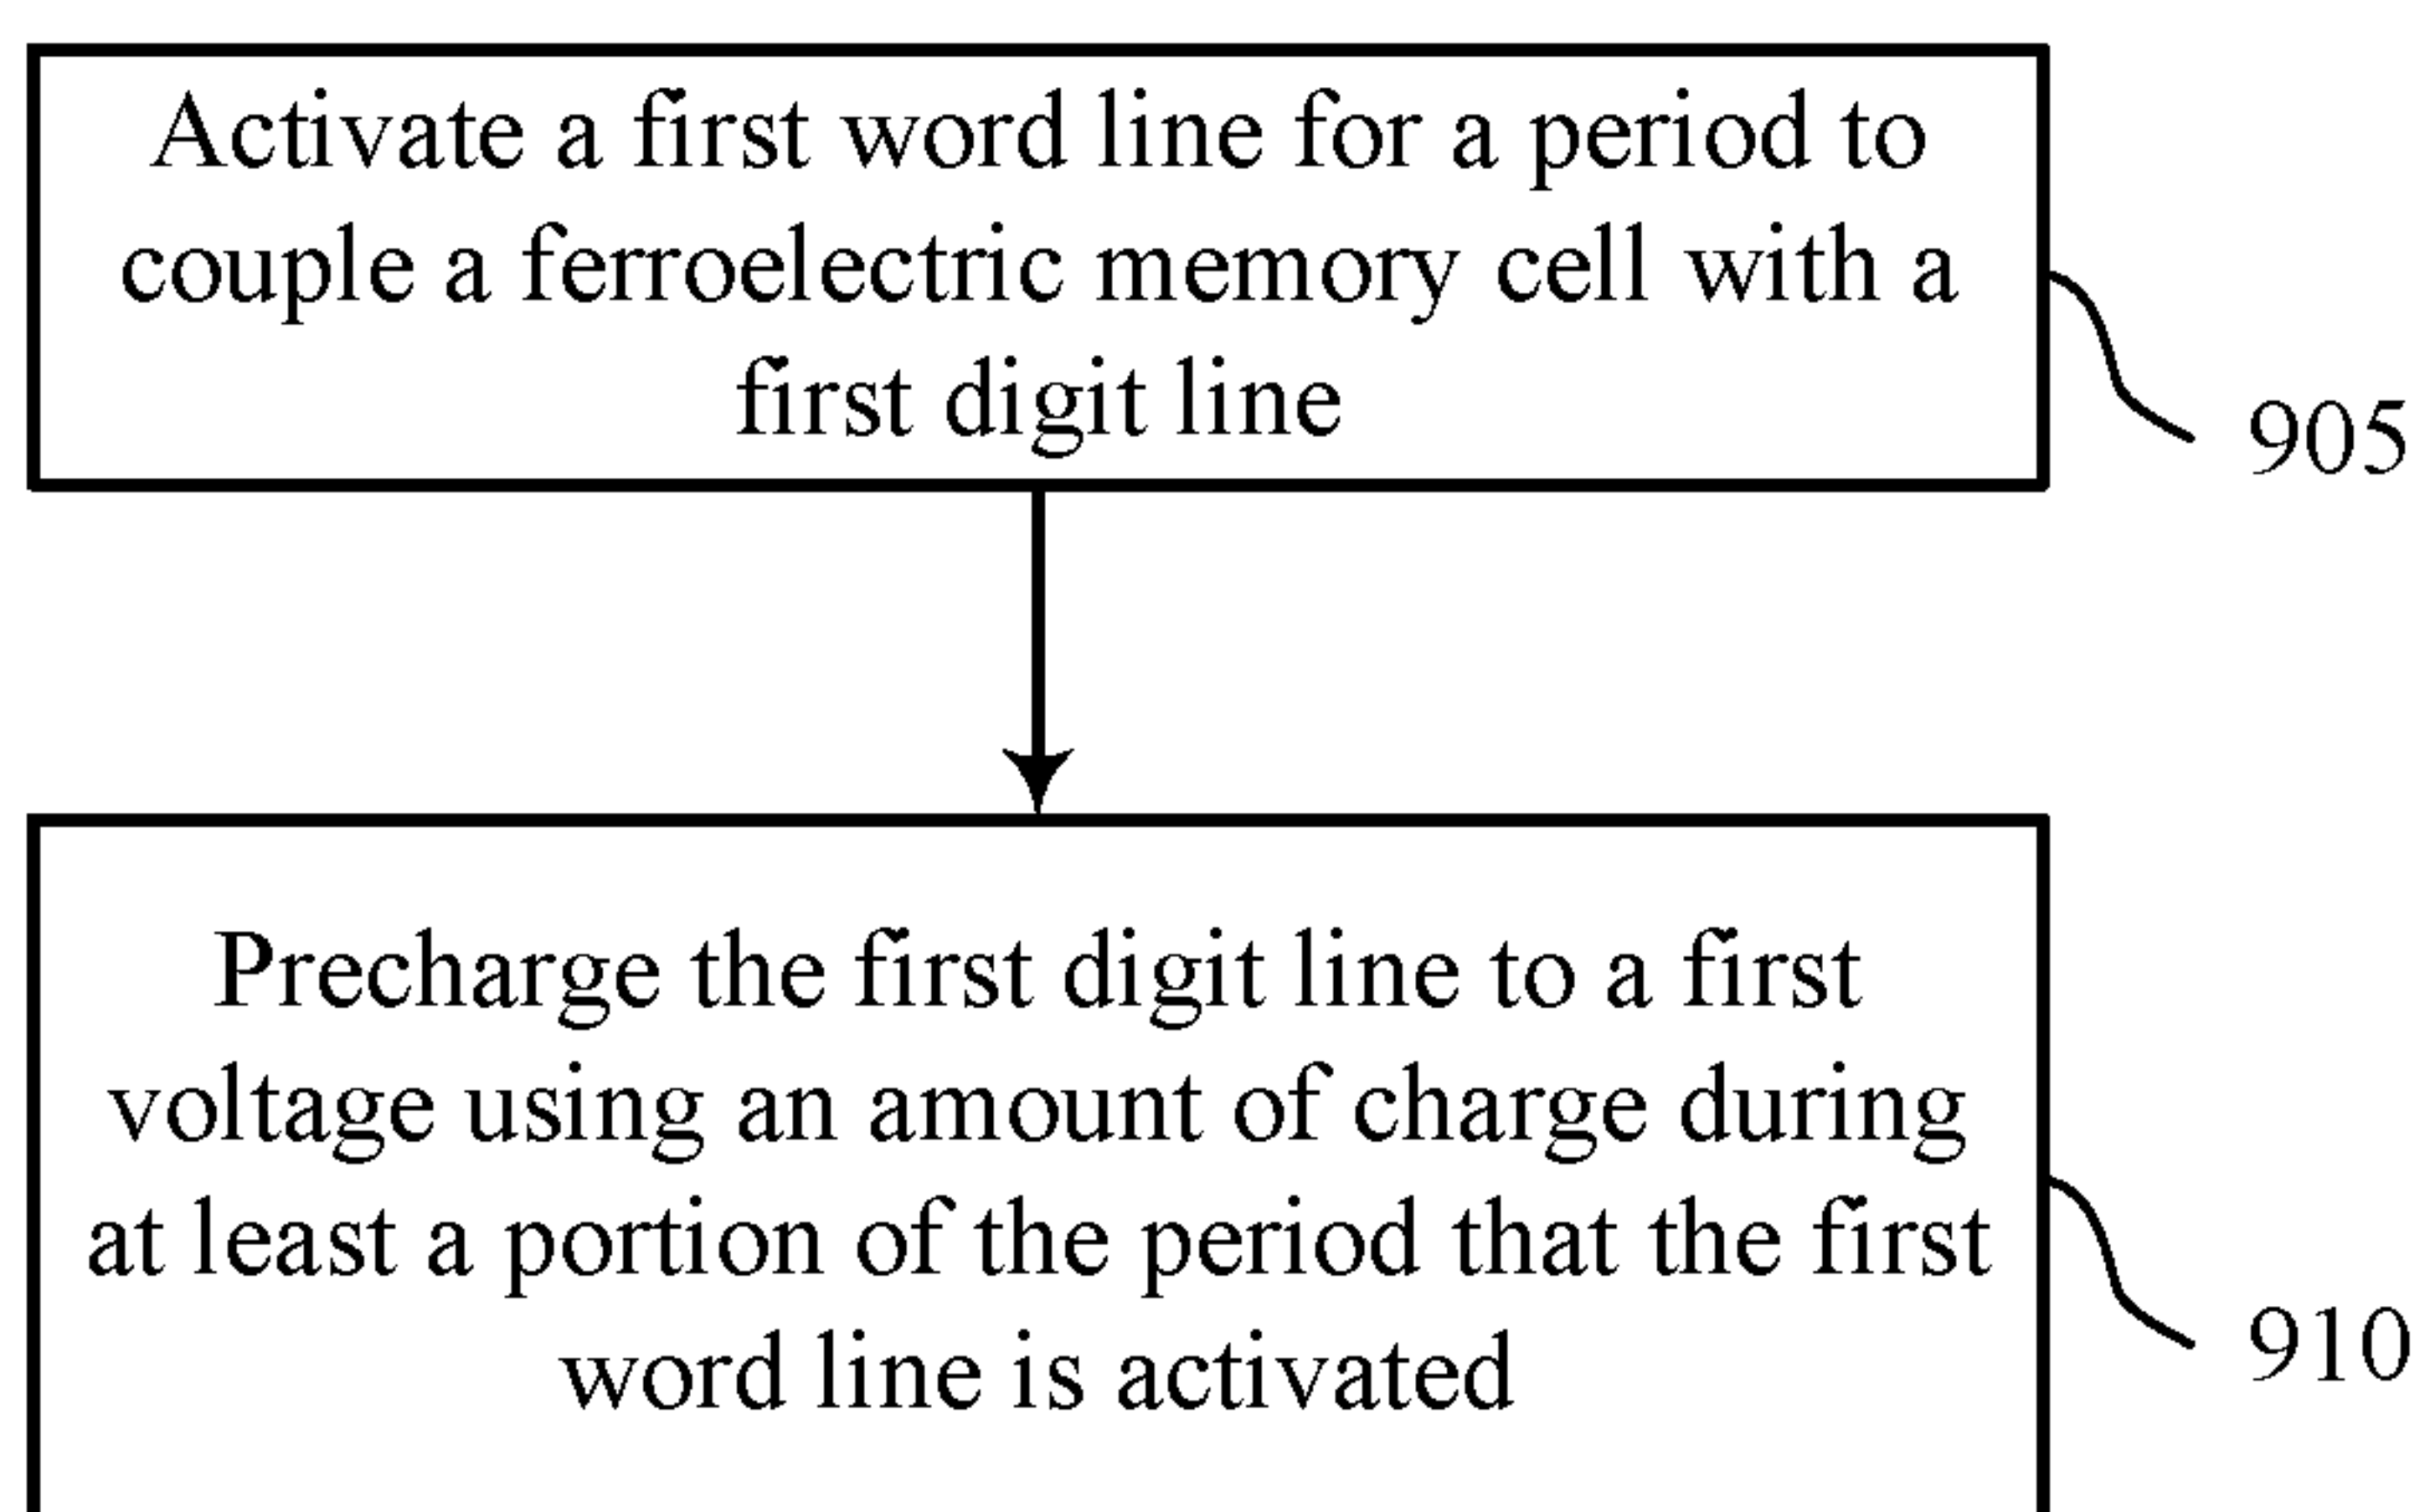 Activate a first word line for a period to
couple a ferroelectric memory cell with a
first digit line
905
Precharge the first digit line to a first
voltage using an amount of charge during
at least a portion of the period that the first
word line is activated
910